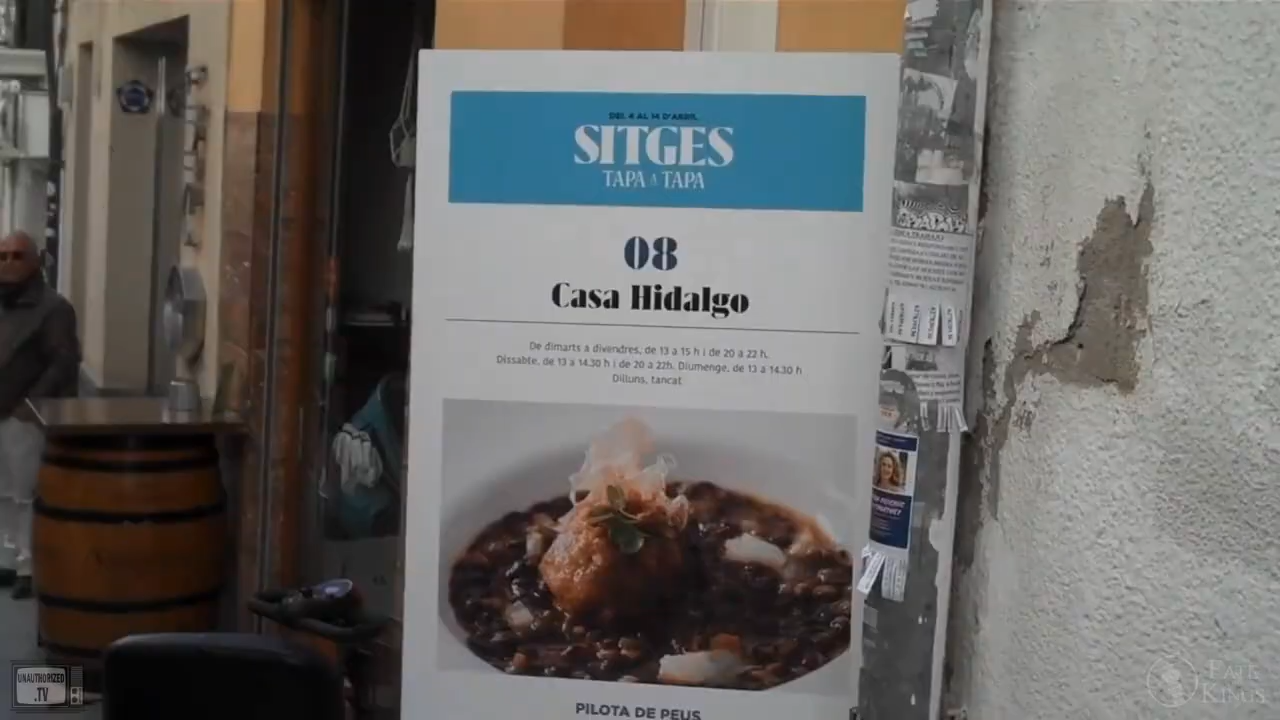 DEL 4 AL 14 D'ABRIL
SITGES
TAPA A TAPA
08
Casa Hidalgo
De dimarts a divendres, de 13 a 15 h i de 20 a 22 h.
Dissabte, de 13 a 14.30 h i de 20 a 22h. Diumenge, de 13 a 14.30 h
Dilluns, tancat
PILOTA DE PEUS
UNAUTHORIZED
.TV
FATE
KINGS